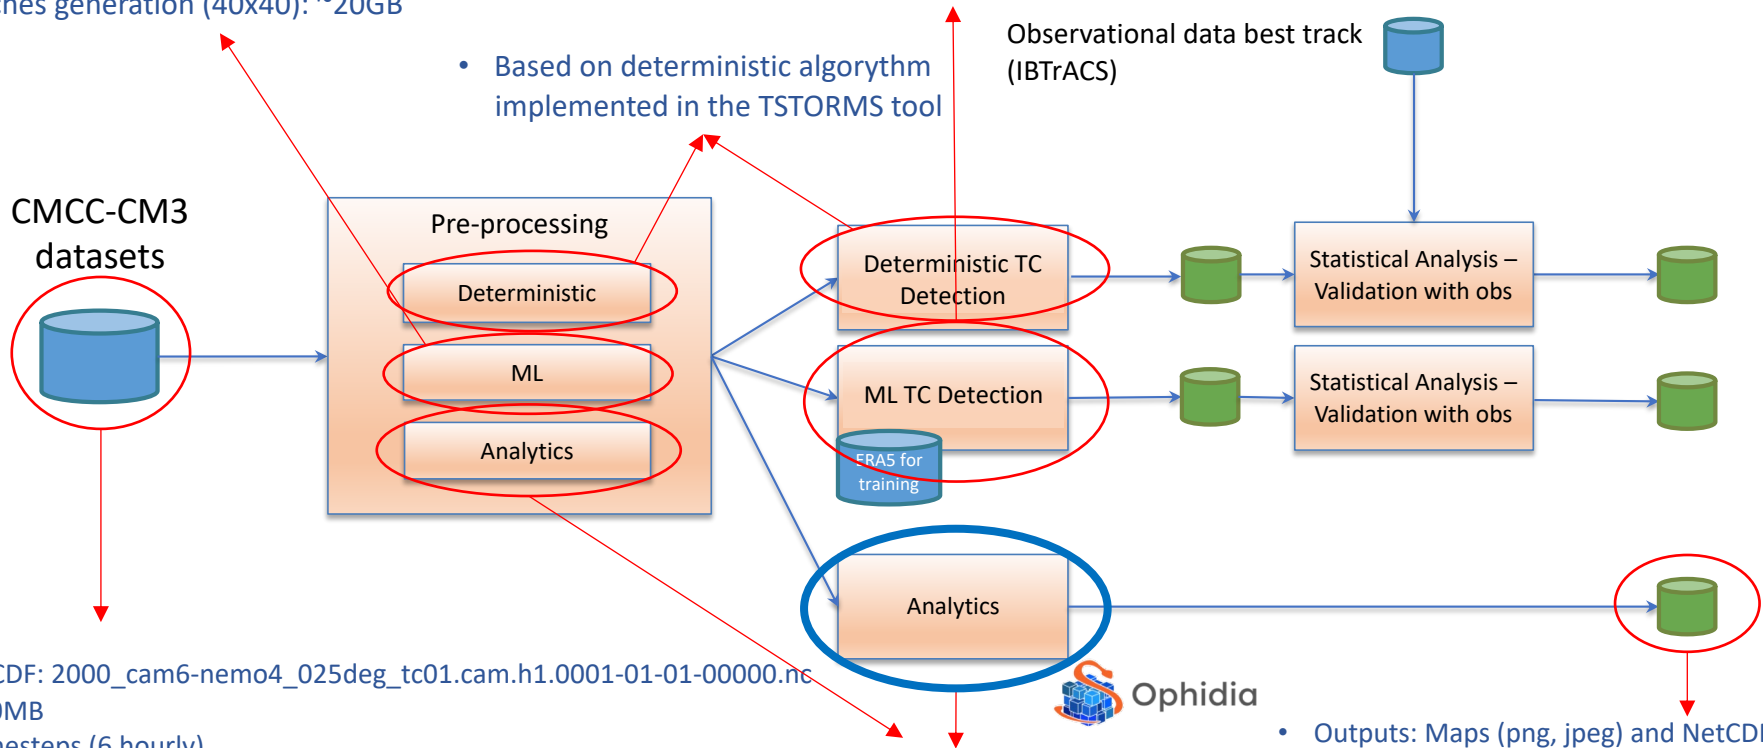 ches generation (40x40): ~20GB
• Based on deterministic algorythm
implemented in the TSTORMS tool
Observational data best track
(IBTrACS)
CMCC-CM3
datasets
Pre-processing
Deterministic
ML
Analytics
Deterministic TC
Detection
ML TC Detection
ERA5 for
training
Analytics
Statistical Analysis –
Validation with obs
Statistical Analysis –
Validation with obs
CDF: 2000_cam6-nemo4_025deg_tc01.cam.h1.0001-01-01-00000.nc
0MB
mesteps (6 hourly)
Ophidia
• Outputs: Maps (png, jpeg) and NetCDF